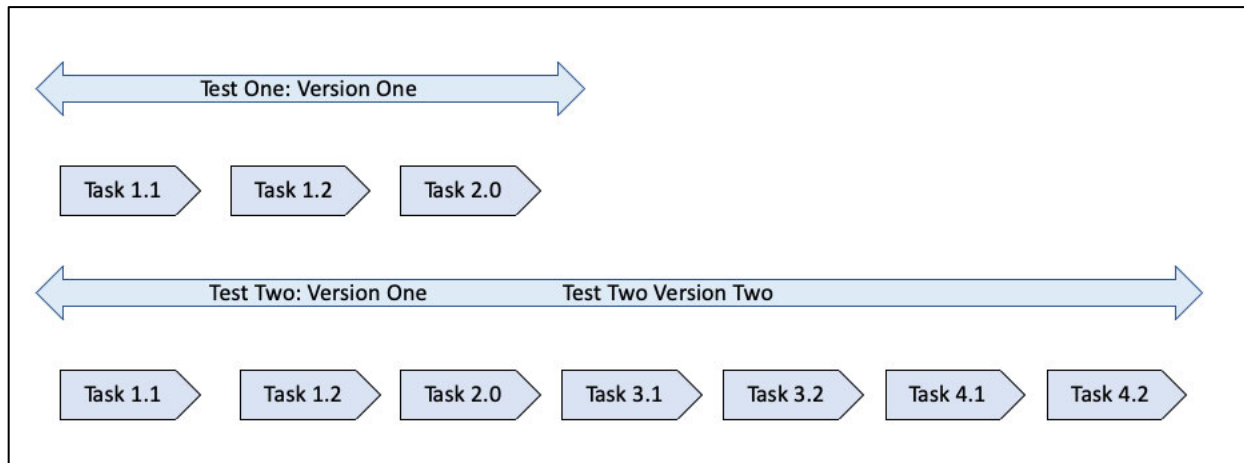 Test One: Version One
Task 1.1 Task 1.2 Task 2.0
Test Two: Version One Test Two Version Two
Task 1.1 Task 1.2 Task 2.0 Task 3.1 Task 3.2 Task 4.1 Task 4.2